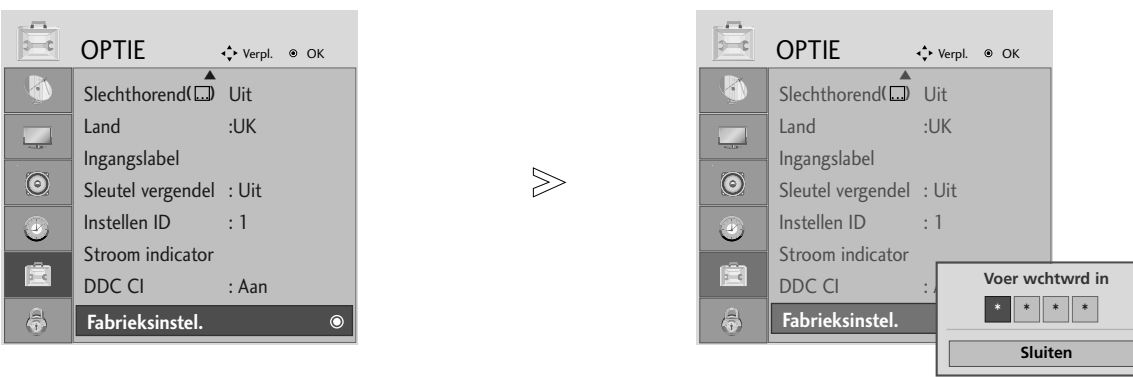 OPTIE Verpl. OK
Slechthorend( ) Uit
Land :UK
Ingangslabel
Sleutel vergendel : Uit
Instellen ID : 1
Stroom indicator
DDC CI : Aan
Fabrieksinstel.
OPTIE Verpl. OK
Slechthorend( ) Uit
Land :UK
Ingangslabel
Sleutel vergendel : Uit
Instellen ID : 1
Stroom indicator
DDC CI :
Fabrieksinstel.
Voer wchtwrd in
* * * *
Sluiten